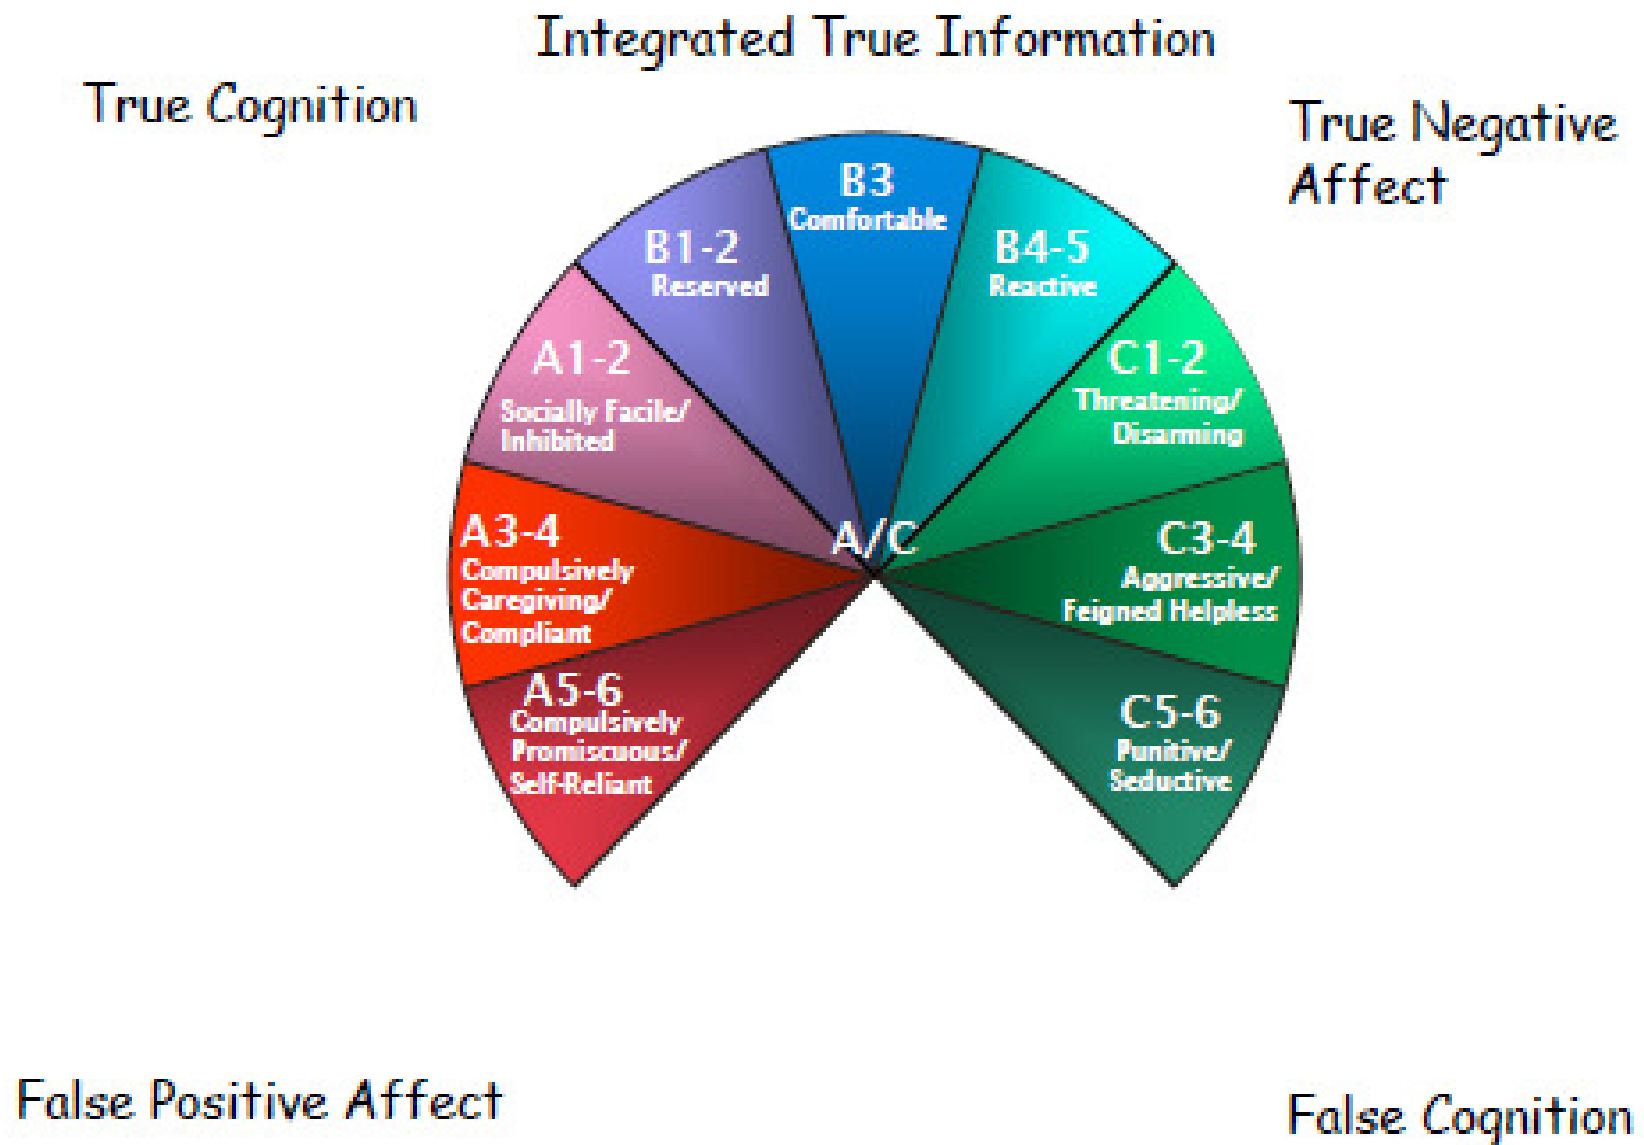 Integrated True Information
True Cognition
True Negative
Affect
B3
Comfortable
B1-2
Reserved
B4-5
Reactive
A1-2
Socially Facile/
Inhibited
C1-2
Threatening/
Disarming
A/C
A3-4
Compulsively
Caregiving/
Compliant
C3-4
Aggressive/
Feigned Helpless
A5-6
Compulsively
Promiscuous/
Self-Reliant
C5-6
Punitive/
Seductive
False Positive Affect
False Cognition